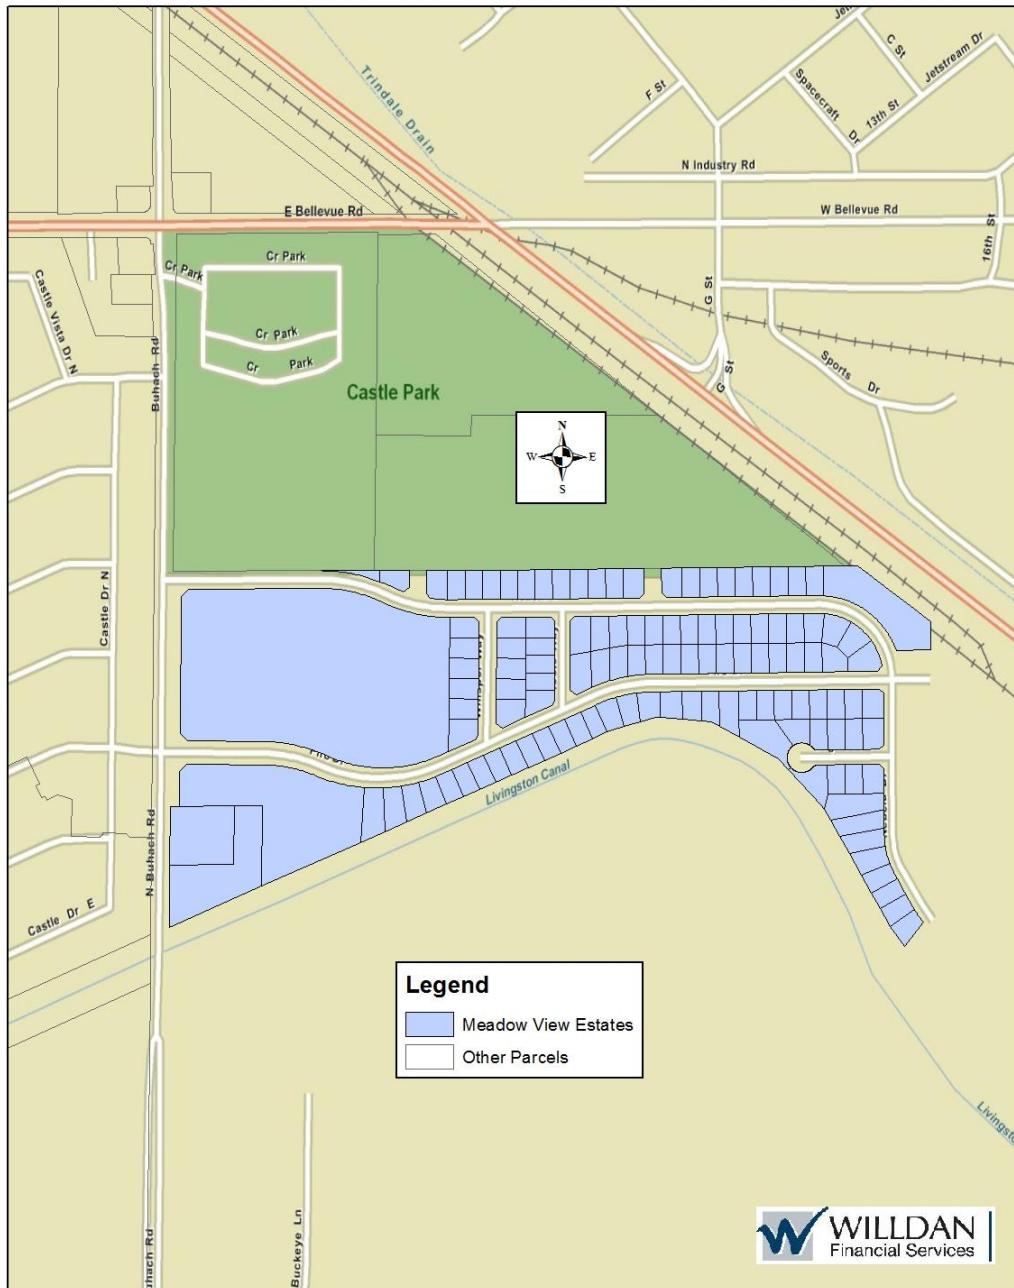 Trindale Drain
F St
C St
Jetstream Dr
Spacecraft Dr
13th St
N Industry Rd
E Bellevue Rd
W Bellevue Rd
16th St
Cr Park
Cr Park
G St
Castle Vista Dr N
Cr Park
Buhach Rd
Cr Park
Sports Dr
G St
Castle Park
N
W E
S
Castle Dr N
Livingston Canal
N Buhach Rd
Castle Dr E
Legend
Meadow View Estates
Other Parcels
Buckeye Ln
WILLDAN
Financial Services